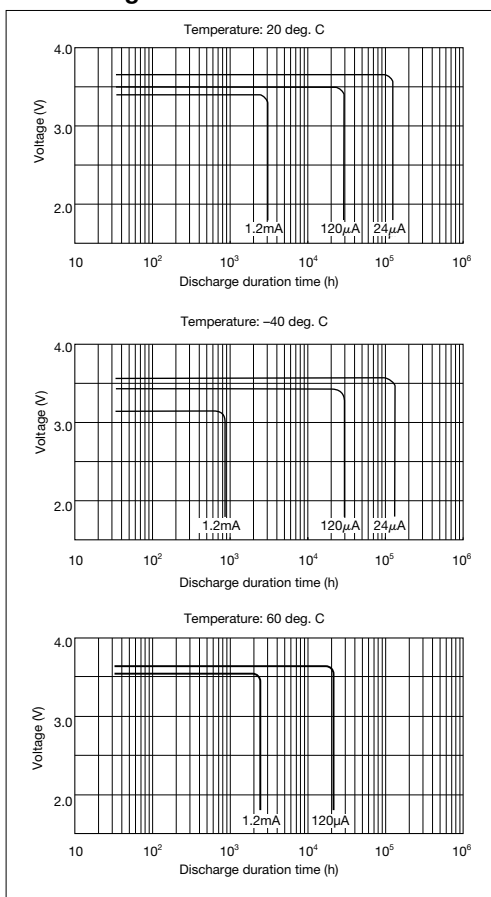 Temperature: 20 deg. C
4.0
3.0
2.0
Voltage (V)
1.2mA 120μA 24μA
10 10² 10³ 10⁴ 10⁵ 10⁶
Discharge duration time (h)
Temperature: –40 deg. C
4.0
3.0
2.0
Voltage (V)
1.2mA 120μA 24μA
10 10² 10³ 10⁴ 10⁵ 10⁶
Discharge duration time (h)
Temperature: 60 deg. C
4.0
3.0
2.0
Voltage (V)
1.2mA 120μA
10 10² 10³ 10⁴ 10⁵ 10⁶
Discharge duration time (h)